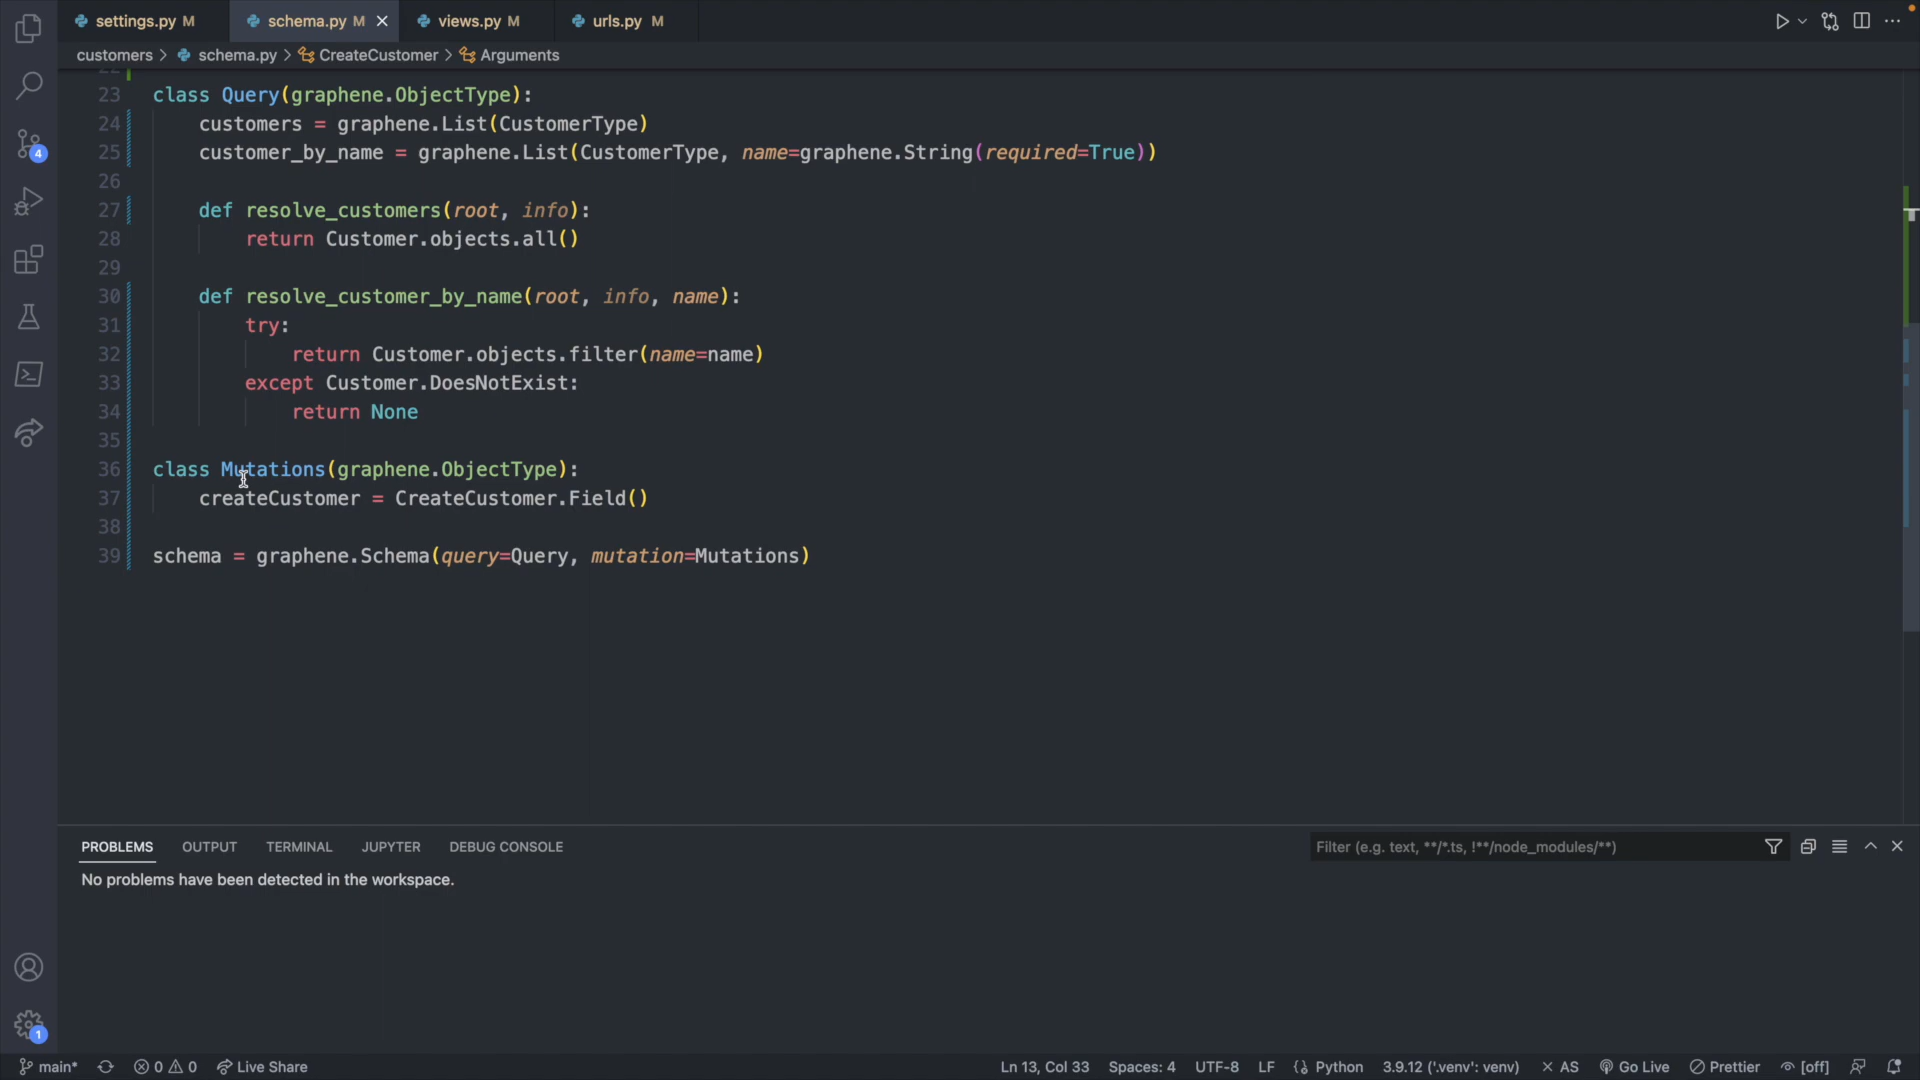 settings.py M
schema.py M
views.py M
urls.py M
customers > schema.py > CreateCustomer > Arguments
22
23 class Query(graphene.ObjectType):
24 customers = graphene.List(CustomerType)
25 customer_by_name = graphene.List(CustomerType, name=graphene.String(required=True))
26
27 def resolve_customers(root, info):
28 return Customer.objects.all()
29
30 def resolve_customer_by_name(root, info, name):
31 try:
32 return Customer.objects.filter(name=name)
33 except Customer.DoesNotExist:
34 return None
35
36 class Mutations(graphene.ObjectType):
37 createCustomer = CreateCustomer.Field()
38
39 schema = graphene.Schema(query=Query, mutation=Mutations)
4
PROBLEMS OUTPUT TERMINAL JUPYTER DEBUG CONSOLE
Filter (e.g. text, **/*.ts, !**/node_modules/**)
No problems have been detected in the workspace.
1
main* 0 0 Live Share Ln 13, Col 33 Spaces: 4 UTF-8 LF Python 3.9.12 ('.venv': venv) AS Go Live Prettier [off]